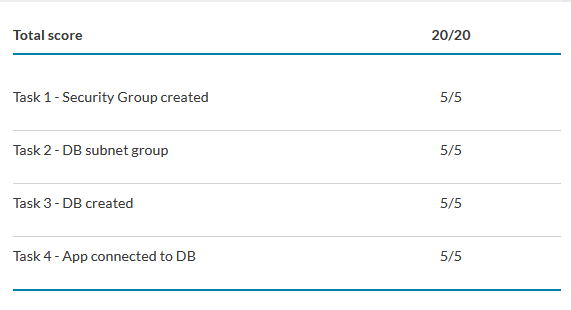 Total score 20/20
Task 1 - Security Group created 5/5
Task 2 - DB subnet group 5/5
Task 3 - DB created 5/5
Task 4 - App connected to DB 5/5